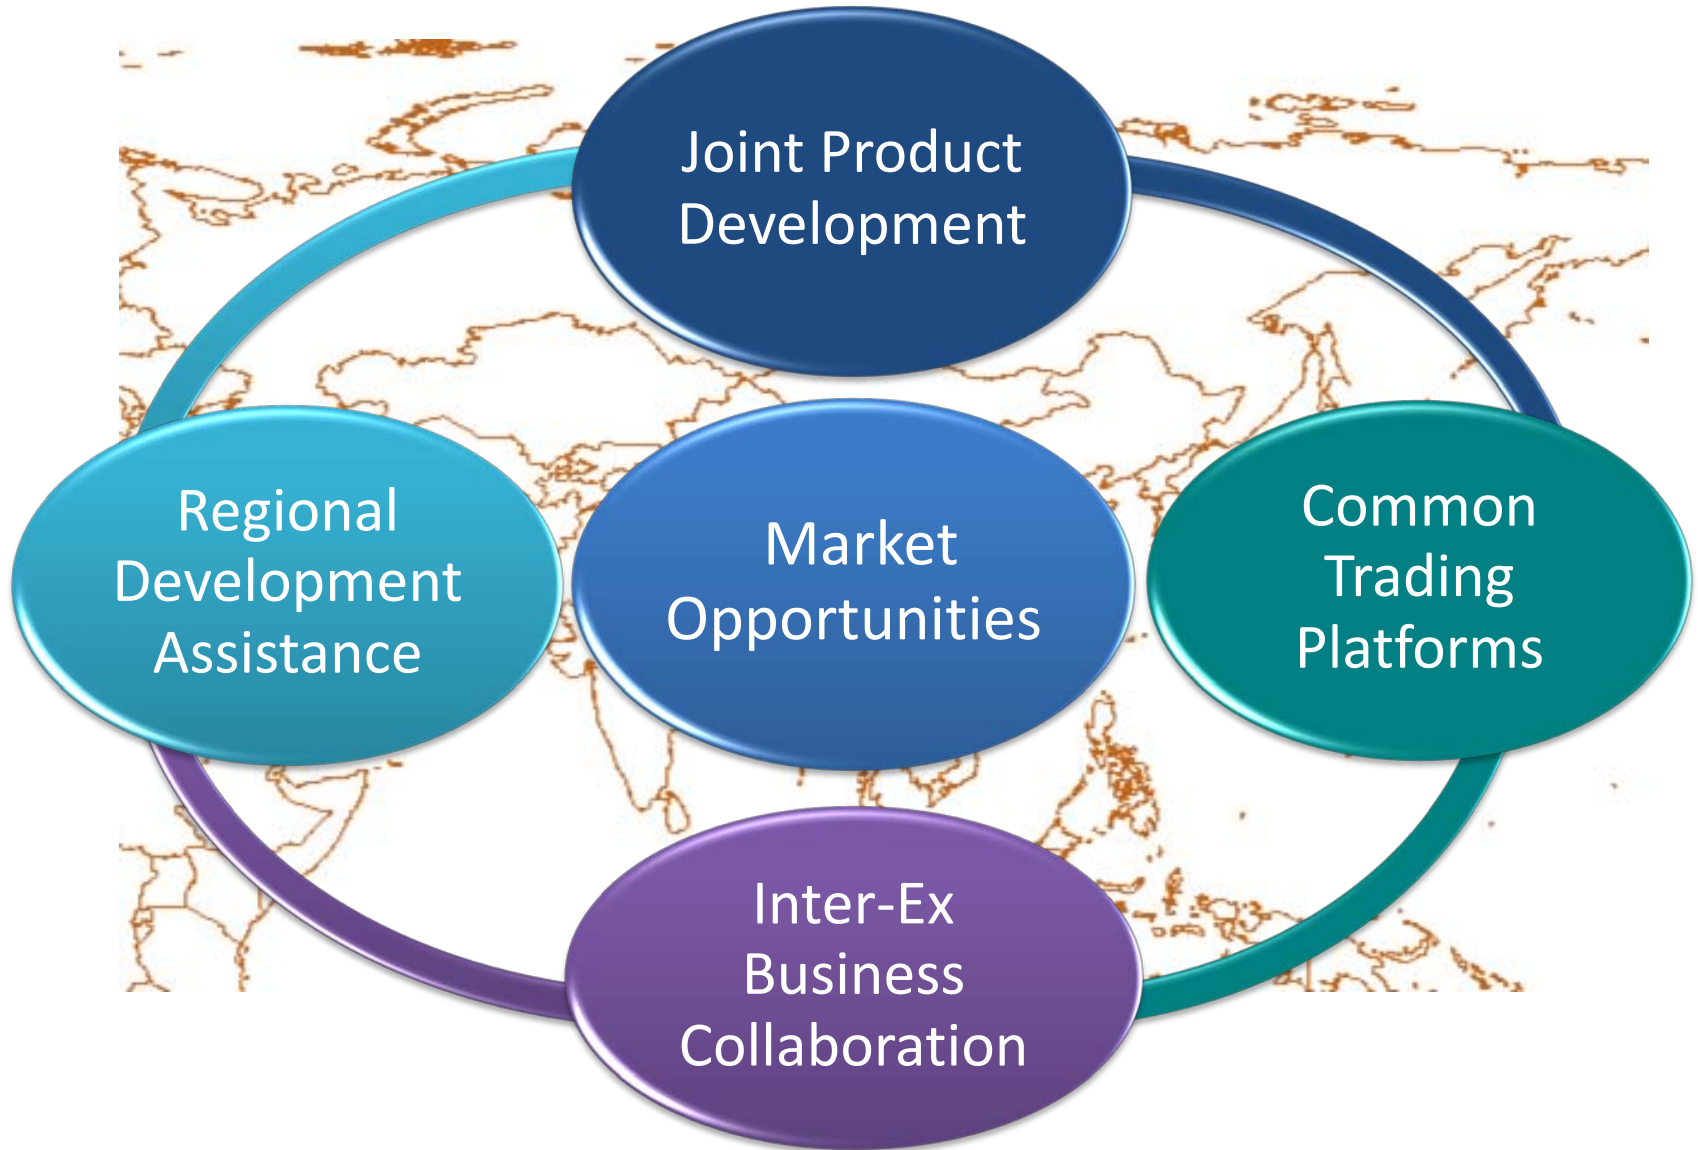 Joint Product
Development
Regional
Development
Assistance
Market
Opportunities
Common
Trading
Platforms
Inter-Ex
Business
Collaboration